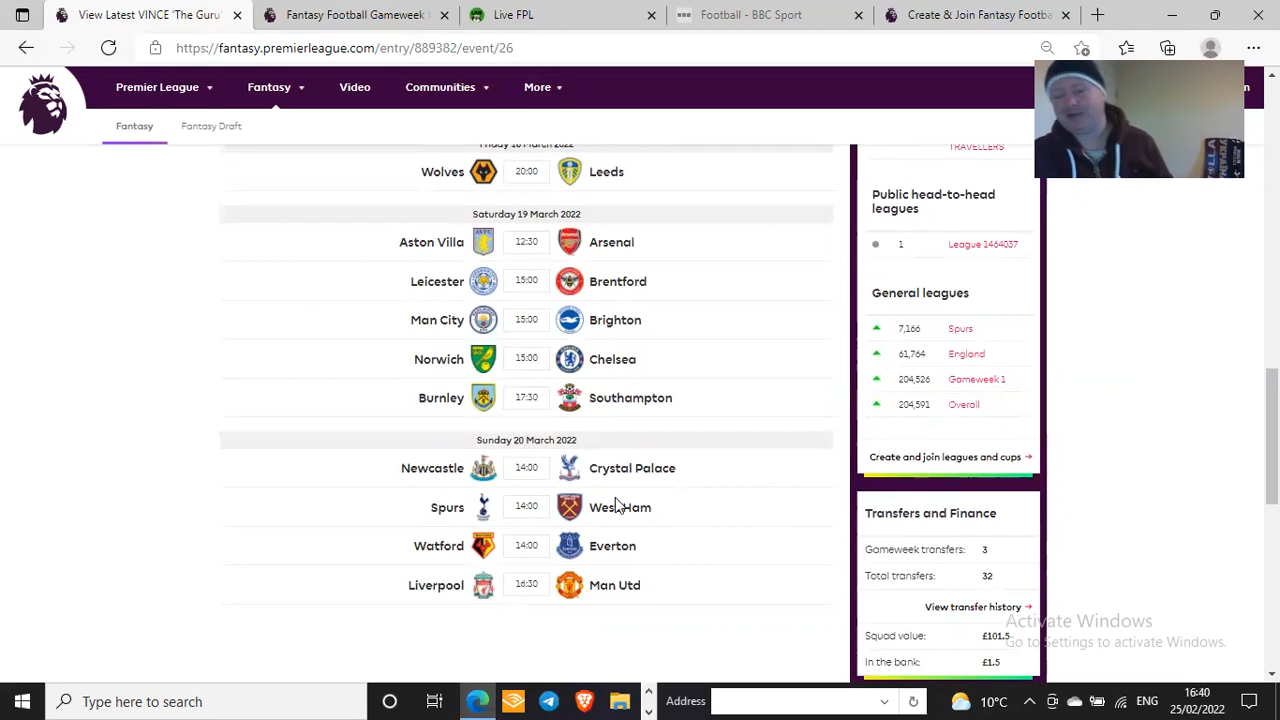 View Team: VINCE 'The Gru
Fantasy Football Gameweek
Live FPL
Football - BBC Sport
Creator & Activity Footba
https://fantasy.premierleague.com/entry/889382/event/26
Premier League
Fantasy
Video
Communities
More
Fantasy
Fantasy Draft
Friday 18 March 2022
Wolves 20:00 Leeds
Saturday 19 March 2022
Aston Villa 12:30 Arsenal
Leicester 15:00 Brentford
Man City 15:00 Brighton
Norwich 15:00 Chelsea
Burnley 17:30 Southampton
Sunday 20 March 2022
Newcastle 14:00 Crystal Palace
Spurs 14:00 West Ham
Watford 14:00 Everton
Liverpool 16:30 Man Utd
TRAVELLERS
Public head-to-head
leagues
1 League 1464037
General leagues
7,166 Spurs
61,764 England
204,526 Gameweek 1
204,591 Overall
Create and join leagues and cups
Transfers and Finance
Gameweek transfers: 3
Total transfers: 32
View transfer history
Squad value: £101.5
In the bank: £1.5
Activate Windows
Go to Settings to activate Windows.
Type here to search
Address
10°C
ENG
16:40
25/02/2022